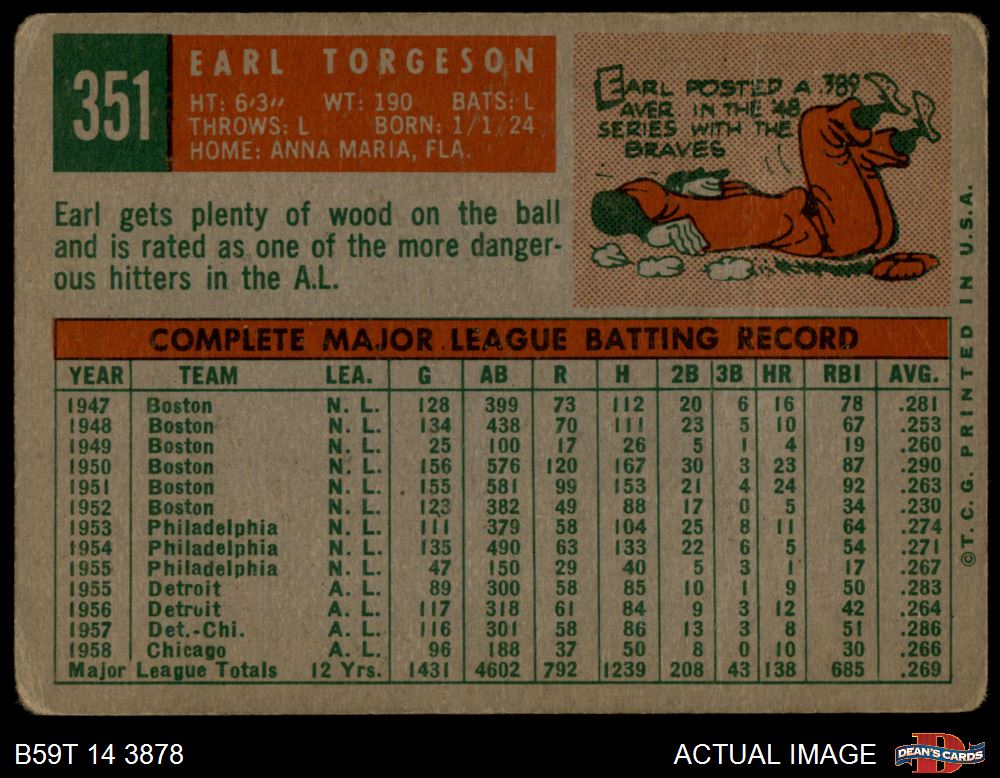 351
EARL TORGESON
HT: 6'3" WT: 190 BATS: L
THROWS: L BORN: 1/1/24
HOME: ANNA MARIA, FLA.
EARL POSTED A .389
AVER IN THE '48
SERIES WITH THE
BRAVES
Earl gets plenty of wood on the ball
and is rated as one of the more danger-
ous hitters in the A.L.
COMPLETE MAJOR LEAGUE BATTING RECORD
YEAR TEAM LEA. G AB R H 2B 3B HR RBI AVG.
1947 Boston N. L. 128 399 73 112 20 6 16 78 .281
1948 Boston N. L. 134 438 70 111 23 5 10 67 .253
1949 Boston N. L. 25 100 17 26 5 1 4 19 .260
1950 Boston N. L. 156 576 120 167 30 3 23 87 .290
1951 Boston N. L. 155 581 99 153 21 4 24 92 .263
1952 Boston N. L. 123 382 49 88 17 0 5 34 .230
1953 Philadelphia N. L. 111 379 58 104 25 8 11 64 .274
1954 Philadelphia N. L. 135 490 63 133 22 6 5 54 .271
1955 Philadelphia N. L. 47 150 29 40 5 3 1 17 .267
1955 Detroit A. L. 89 300 58 85 10 1 9 50 .283
1956 Detroit A. L. 117 318 61 84 9 3 12 42 .264
1957 Det.-Chi. A. L. 116 301 58 86 13 3 8 51 .286
1958 Chicago A. L. 96 188 37 50 8 0 10 30 .266
Major League Totals 12 Yrs. 1431 4602 792 1239 208 43 138 685 .269
©T.C.G. PRINTED IN U.S.A.
B59T 14 3878
ACTUAL IMAGE
DEAN'S CARDS